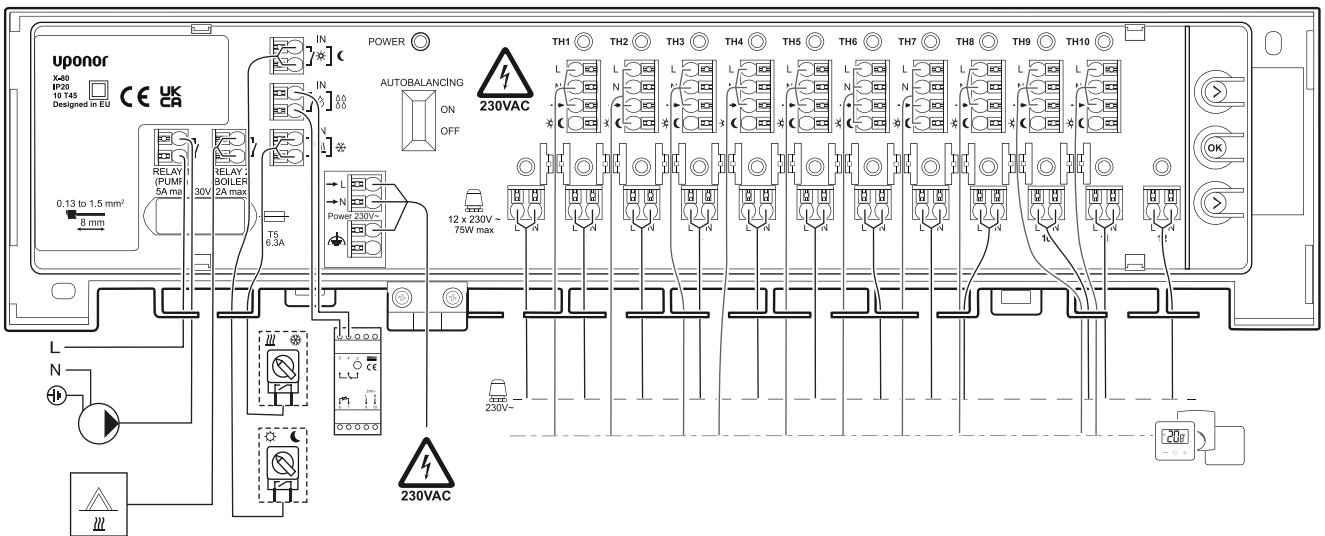 uponor
X-80
IP20
10 T45
Designed in EU
CE UK CA
IN
IN
POWER
AUTOBALANCING
ON
OFF
230VAC
TH1 TH2 TH3 TH4 TH5 TH6 TH7 TH8 TH9 TH10
L
N
OK
RELAY 1
(PUMP)
5A max
RELAY 2
BOILER
2A max
0.13 to 1.5 mm²
8 mm
T5
6.3A
L
N
Power 230V~
12 x 230V ~
75W max
L N L N L N L N L N L N L N L N L N L N L N L N
L
N
CE
230V~
230VAC
230V~
L N L N L N L N L N L N L N L N L N L N L N L N
20